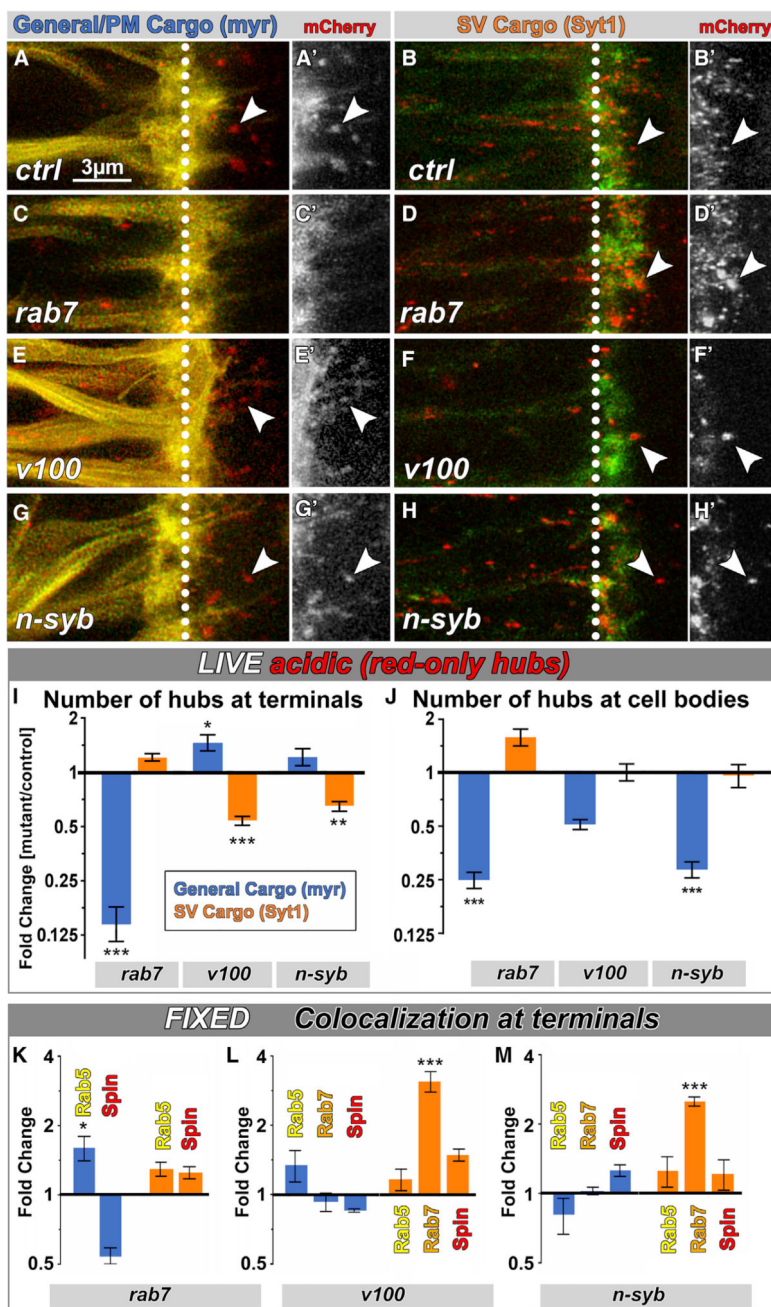 General/PM Cargo (myr) mCherry SV Cargo (Syt1) mCherry
A A' B B'
ctrl 3µm ctrl
C C' D D'
rab7 rab7
E E' F F'
v100 v100
G G' H H'
n-syb n-syb
LIVE acidic (red-only hubs)
I Number of hubs at terminals J Number of hubs at cell bodies
Fold Change [mutant/control]
2 2
* 
1 1
0.5 0.5
*** **
0.25 0.25
General Cargo (myr)
SV Cargo (Syt1)
*** ***
0.125 0.125
***
rab7 v100 n-syb rab7 v100 n-syb
FIXED Colocalization at terminals
K L M
4 4 4
Fold Change Fold Change Fold Change
Rab5 Spin Rab5 Spin Rab5 Rab7 Spin *** Rab5 Rab7 Spin ***
*
2 2 2
1 1 1
Rab5 Rab7 Spin Rab5 Rab7 Spin
0.5 0.5 0.5
rab7 v100 n-syb